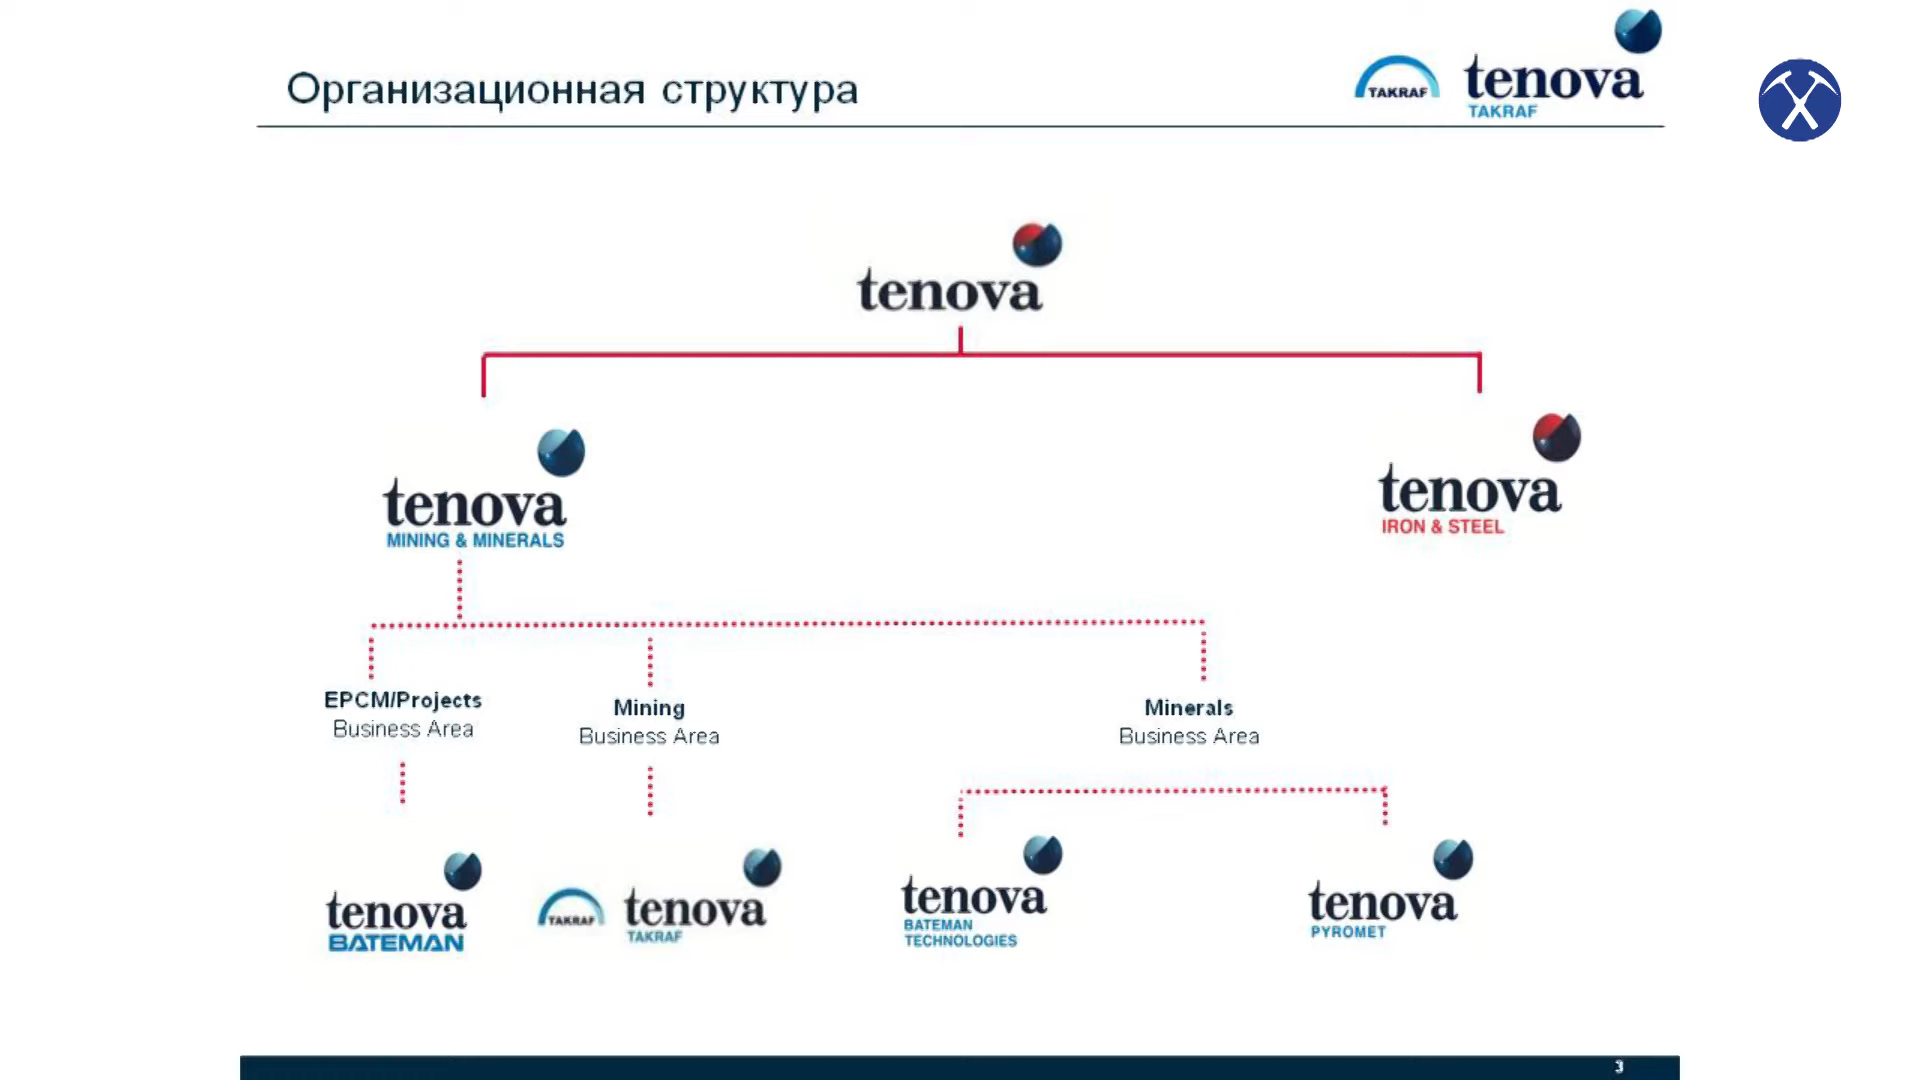 Организационная структура
TAKRAF
tenova
TAKRAF
tenova
tenova
MINING & MINERALS
tenova
IRON & STEEL
EPCM/Projects
Business Area
Mining
Business Area
Minerals
Business Area
tenova
BATEMAN
TAKRAF
tenova
TAKRAF
tenova
BATEMAN
TECHNOLOGIES
tenova
PYROMET
3